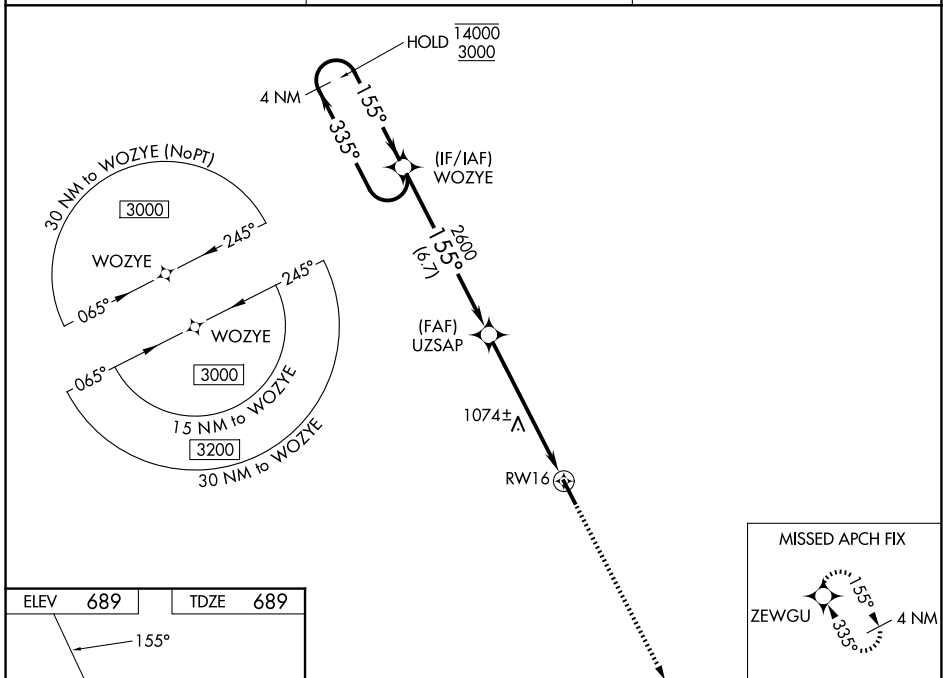 HOLD 14000
3000
4 NM
155°
335°
(IF/IAF)
WOZYE
30 NM to WOZYE (NoPT)
3000
245°
WOZYE
065°
245°
WOZYE
065°
3000
15 NM to WOZYE
3200
30 NM to WOZYE
2600
155°
(6.7)
(FAF)
UZSAP
1074±
RW16
MISSED APCH FIX
155°
ZEWGU
4 NM
335°
ELEV 689
TDZE 689
155°